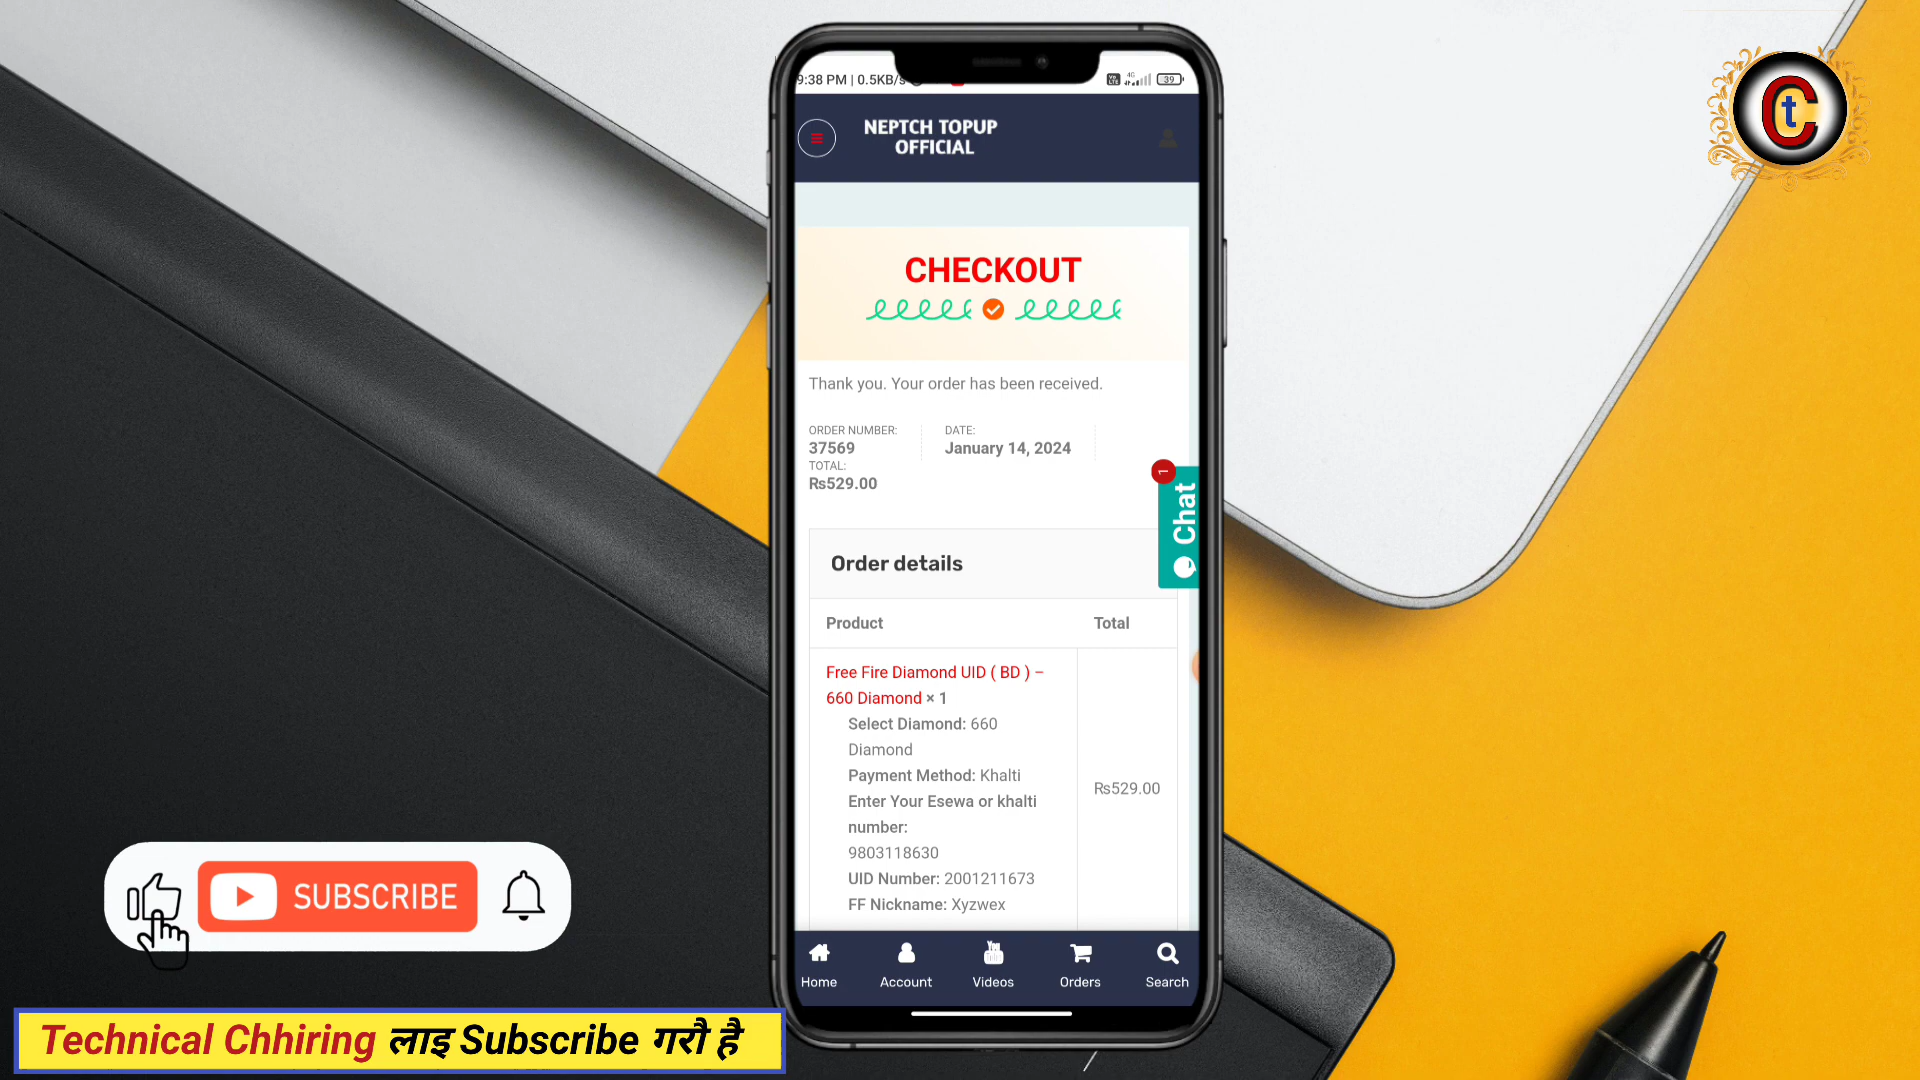 9:38 PM | 0.5KB/s
4G
39
NEPTCH TOPUP
OFFICIAL
CHECKOUT
Thank you. Your order has been received.
ORDER NUMBER:
37569
DATE:
January 14, 2024
TOTAL:
₨529.00
1
Chat
Order details
Product Total
Free Fire Diamond UID ( BD ) –
660 Diamond × 1
Select Diamond: 660
Diamond
Payment Method: Khalti
Enter Your Esewa or khalti
number:
9803118630
UID Number: 2001211673
FF Nickname: Xyzwex
₨529.00
Home Account Videos Orders Search
SUBSCRIBE
Technical Chhiring लाइ Subscribe गरौ है
C t